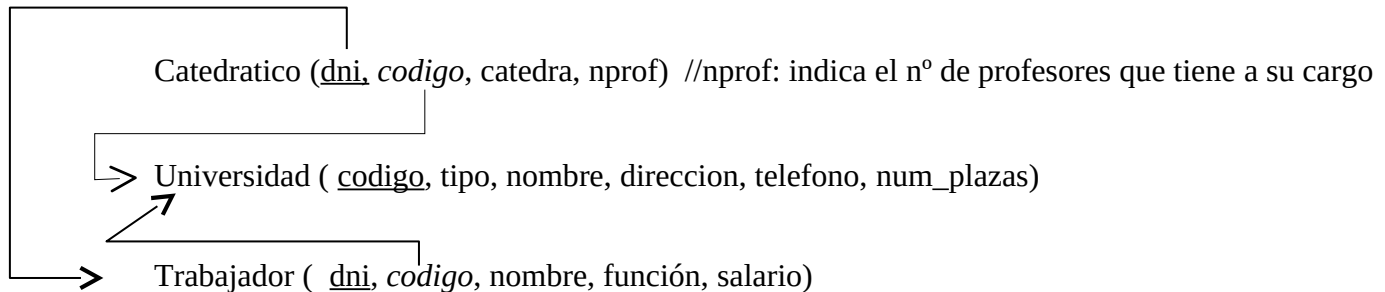 Catedratico (dni, codigo, catedra, nprof) //nprof: indica el nº de profesores que tiene a su cargo
Universidad ( codigo, tipo, nombre, direccion, telefono, num_plazas)
Trabajador ( dni, codigo, nombre, función, salario)